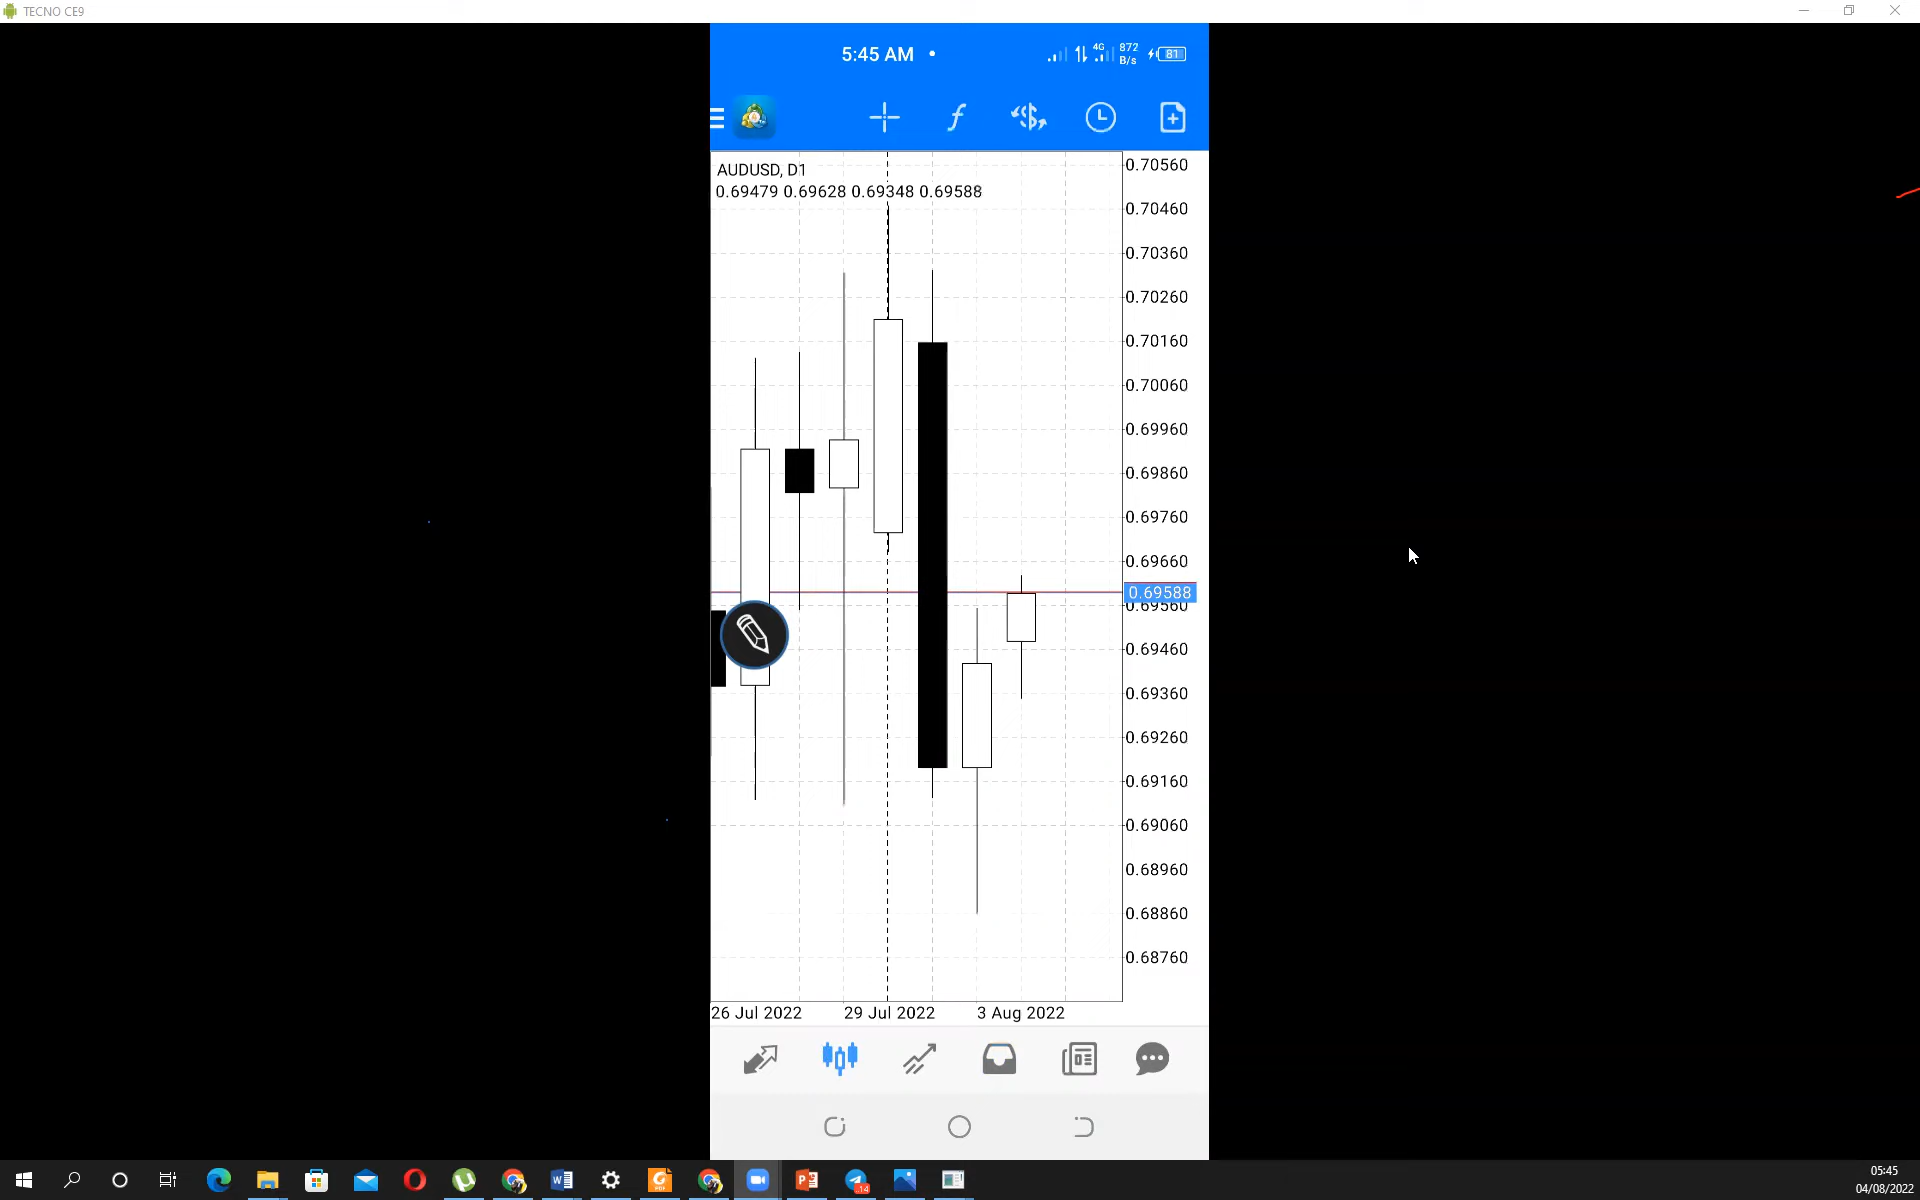 TECNO CE9
5:45 AM
4G
872
B/s
81
AUDUSD, D1
0.69479 0.69628 0.69348 0.69588
0.70560
0.70460
0.70360
0.70260
0.70160
0.70060
0.69960
0.69860
0.69760
0.69660
0.69588
0.69560
0.69460
0.69360
0.69260
0.69160
0.69060
0.68960
0.68860
0.68760
26 Jul 2022
29 Jul 2022
3 Aug 2022
05:45
04/08/2022
14